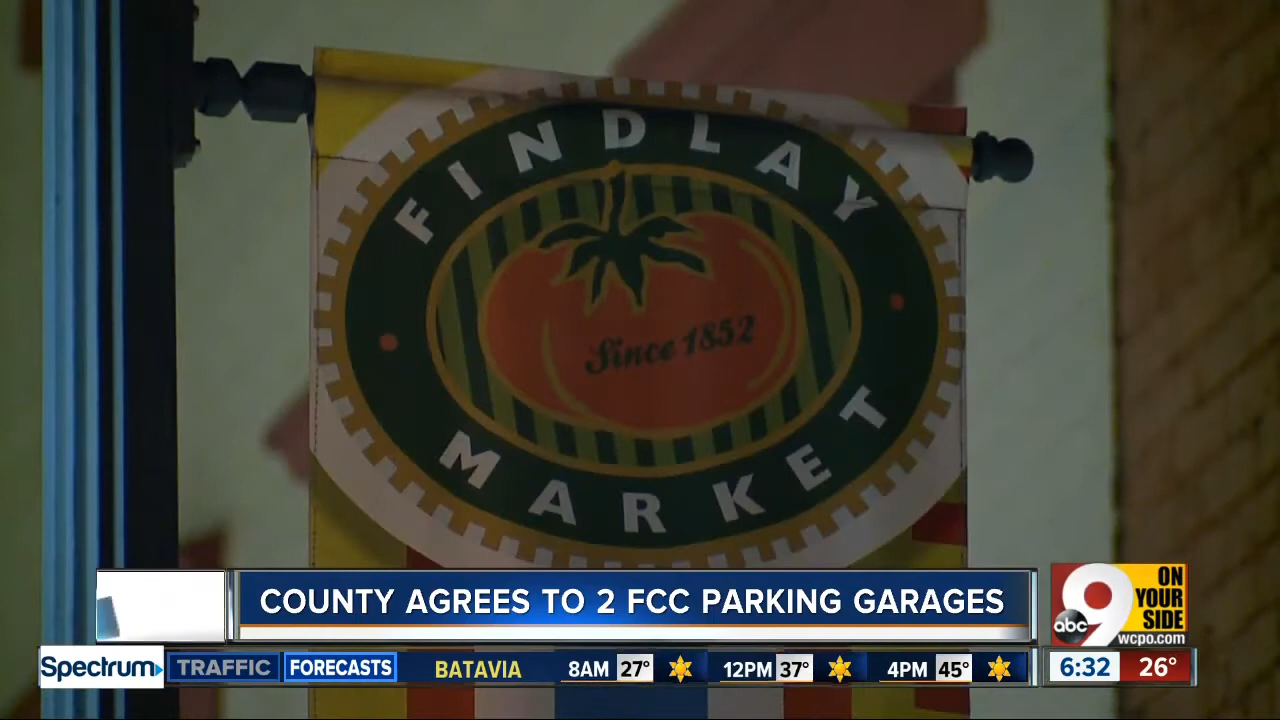 FINDLAY
Since 1852
MARKET
COUNTY AGREES TO 2 FCC PARKING GARAGES
abc 9 ON YOUR SIDE
wcpo.com
Spectrum TRAFFIC FORECASTS BATAVIA 8AM 27° 12PM 37° 4PM 45° 6:32 26°